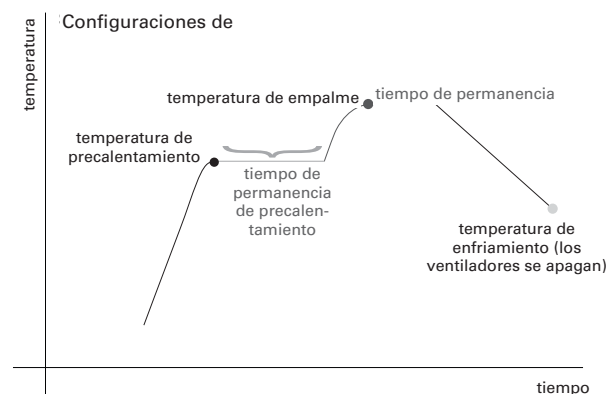 Configuraciones de
temperatura
temperatura de empalme
tiempo de permanencia
temperatura de
precalentamiento
tiempo de
permanencia
de precalen-
tamiento
temperatura de
enfriamiento (los
ventiladores se apagan)
tiempo